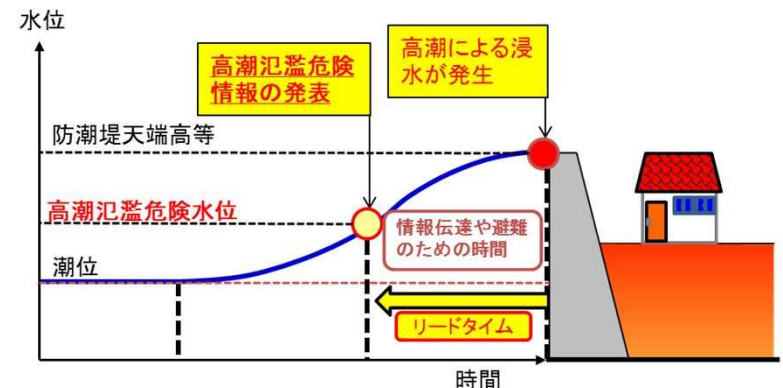 水位
高潮氾濫危険
情報の発表
高潮による浸
水が発生
防潮堤天端高等
高潮氾濫危険水位
情報伝達や避難
のための時間
潮位
リードタイム
時間